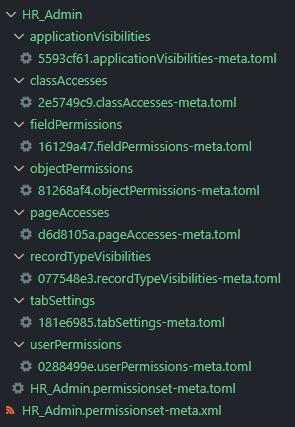 HR_Admin
applicationVisibilities
5593cf61.applicationVisibilities-meta.toml
classAccesses
2e5749c9.classAccesses-meta.toml
fieldPermissions
16129a47.fieldPermissions-meta.toml
objectPermissions
81268af4.objectPermissions-meta.toml
pageAccesses
d6d8105a.pageAccesses-meta.toml
recordTypeVisibilities
077548e3.recordTypeVisibilities-meta.toml
tabSettings
181e6985.tabSettings-meta.toml
userPermissions
0288499e.userPermissions-meta.toml
HR_Admin.permissionset-meta.toml
HR_Admin.permissionset-meta.xml